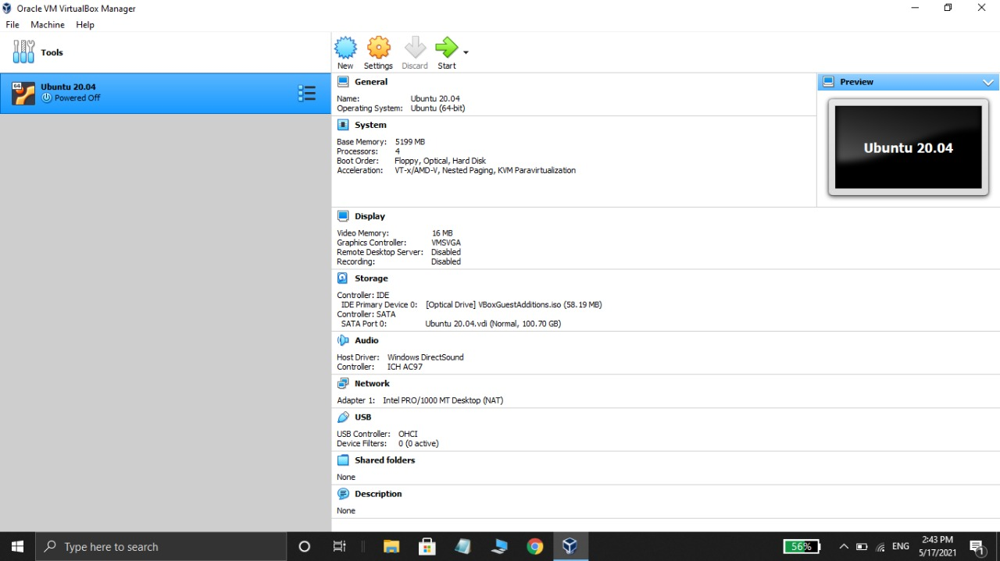 Oracle VM VirtualBox Manager
File Machine Help
Tools
New Settings Discard Start
64
Ubuntu 20.04
Powered Off
General
Name: Ubuntu 20.04
Operating System: Ubuntu (64-bit)
System
Base Memory: 5199 MB
Processors: 4
Boot Order: Floppy, Optical, Hard Disk
Acceleration: VT-x/AMD-V, Nested Paging, KVM Paravirtualization
Preview
Ubuntu 20.04
Display
Video Memory: 16 MB
Graphics Controller: VMSVGA
Remote Desktop Server: Disabled
Recording: Disabled
Storage
Controller: IDE
IDE Primary Device 0: [Optical Drive] VBoxGuestAdditions.iso (58.19 MB)
Controller: SATA
SATA Port 0: Ubuntu 20.04.vdi (Normal, 100.70 GB)
Audio
Host Driver: Windows DirectSound
Controller: ICH AC97
Network
Adapter 1: Intel PRO/1000 MT Desktop (NAT)
USB
USB Controller: OHCI
Device Filters: 0 (0 active)
Shared folders
None
Description
None
Type here to search
56%
ENG
2:43 PM
5/17/2021
1